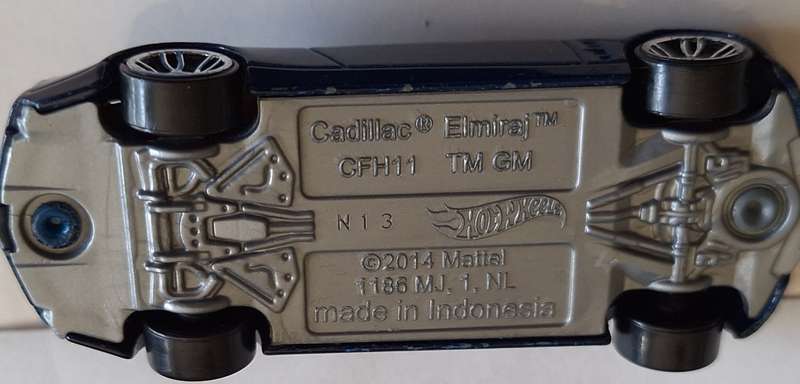 Cadillac® Elmiraj™
CFH11 TM GM
N13
Hot Wheels
©2014 Mattel
1186 MJ, 1, NL
made in Indonesia